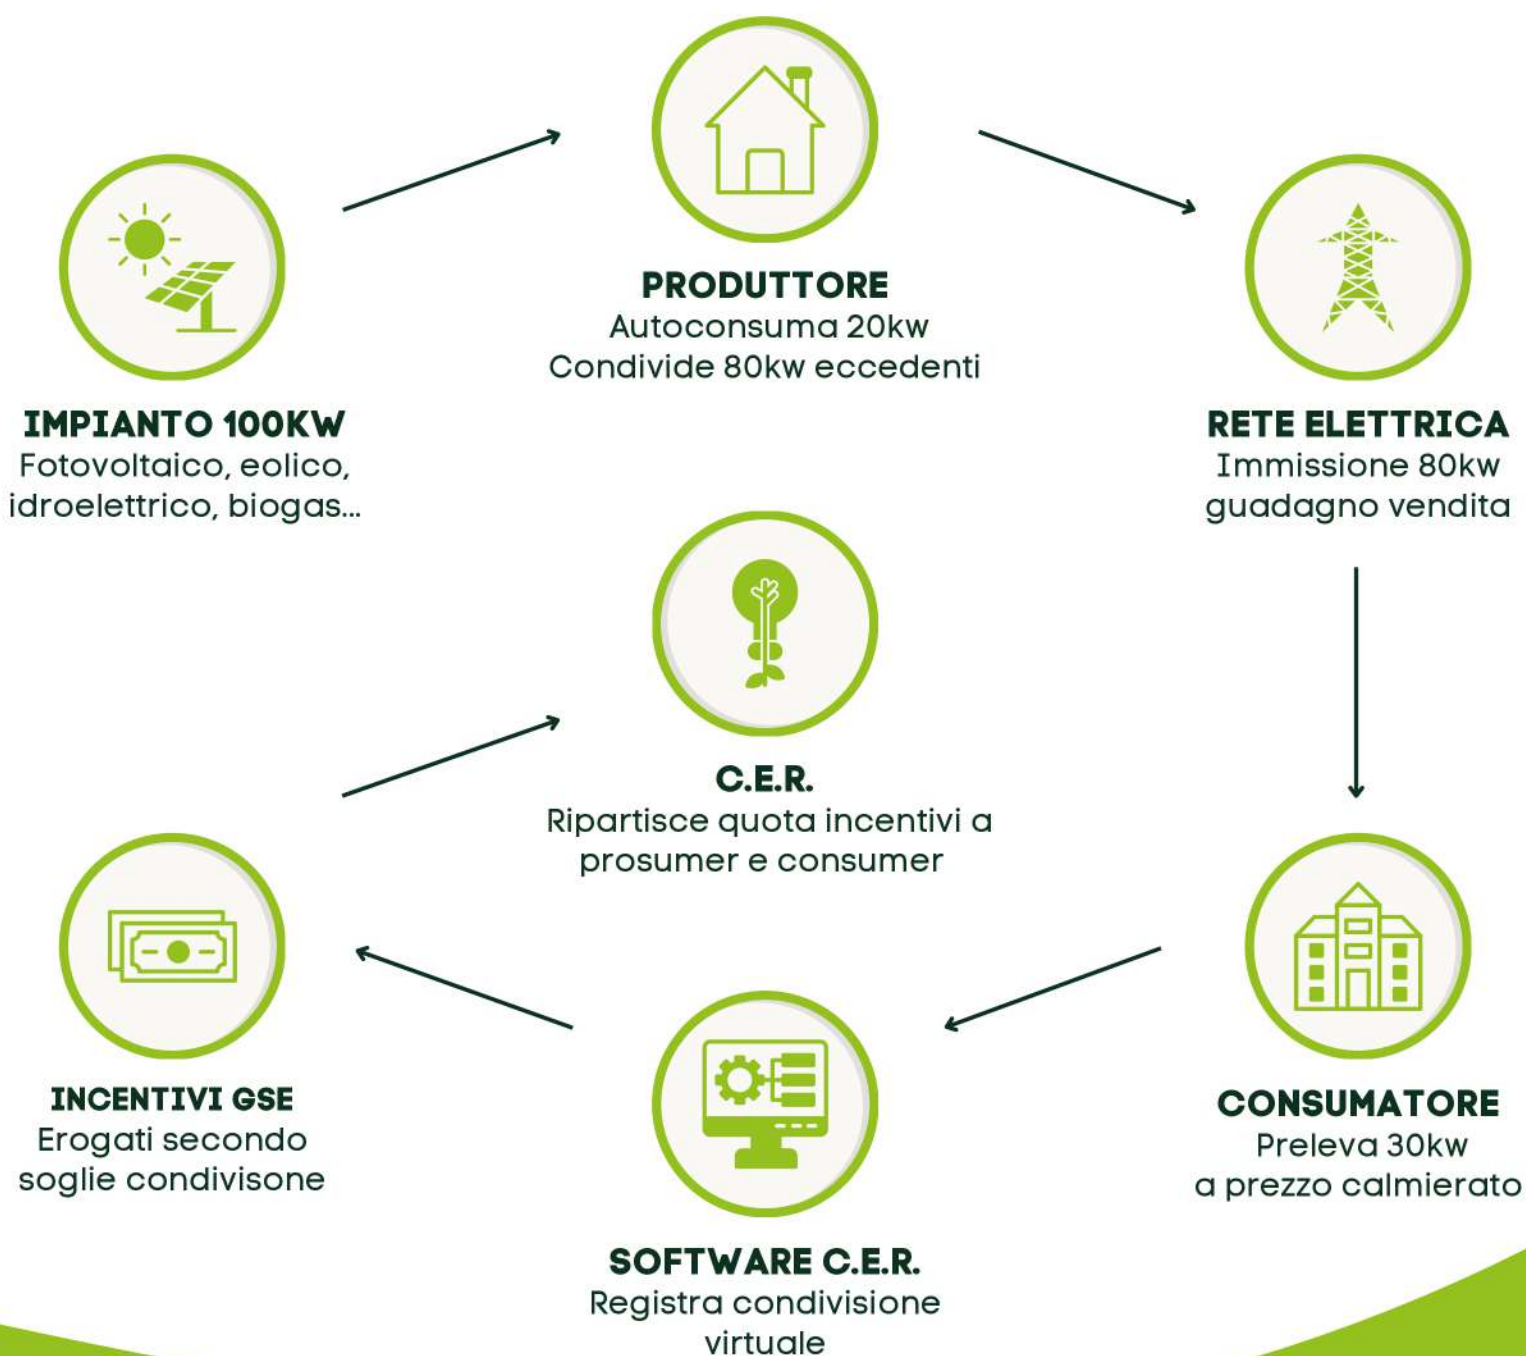 PRODUTTORE
Autoconsuma 20kw
Condivide 80kw eccedenti
IMPIANTO 100KW
Fotovoltaico, eolico,
idroelettrico, biogas...
RETE ELETTRICA
Immissione 80kw
guadagno vendita
C.E.R.
Ripartisce quota incentivi a
prosumer e consumer
INCENTIVI GSE
Erogati secondo
soglie condivisone
CONSUMATORE
Preleva 30kw
a prezzo calmierato
SOFTWARE C.E.R.
Registra condivisione
virtuale